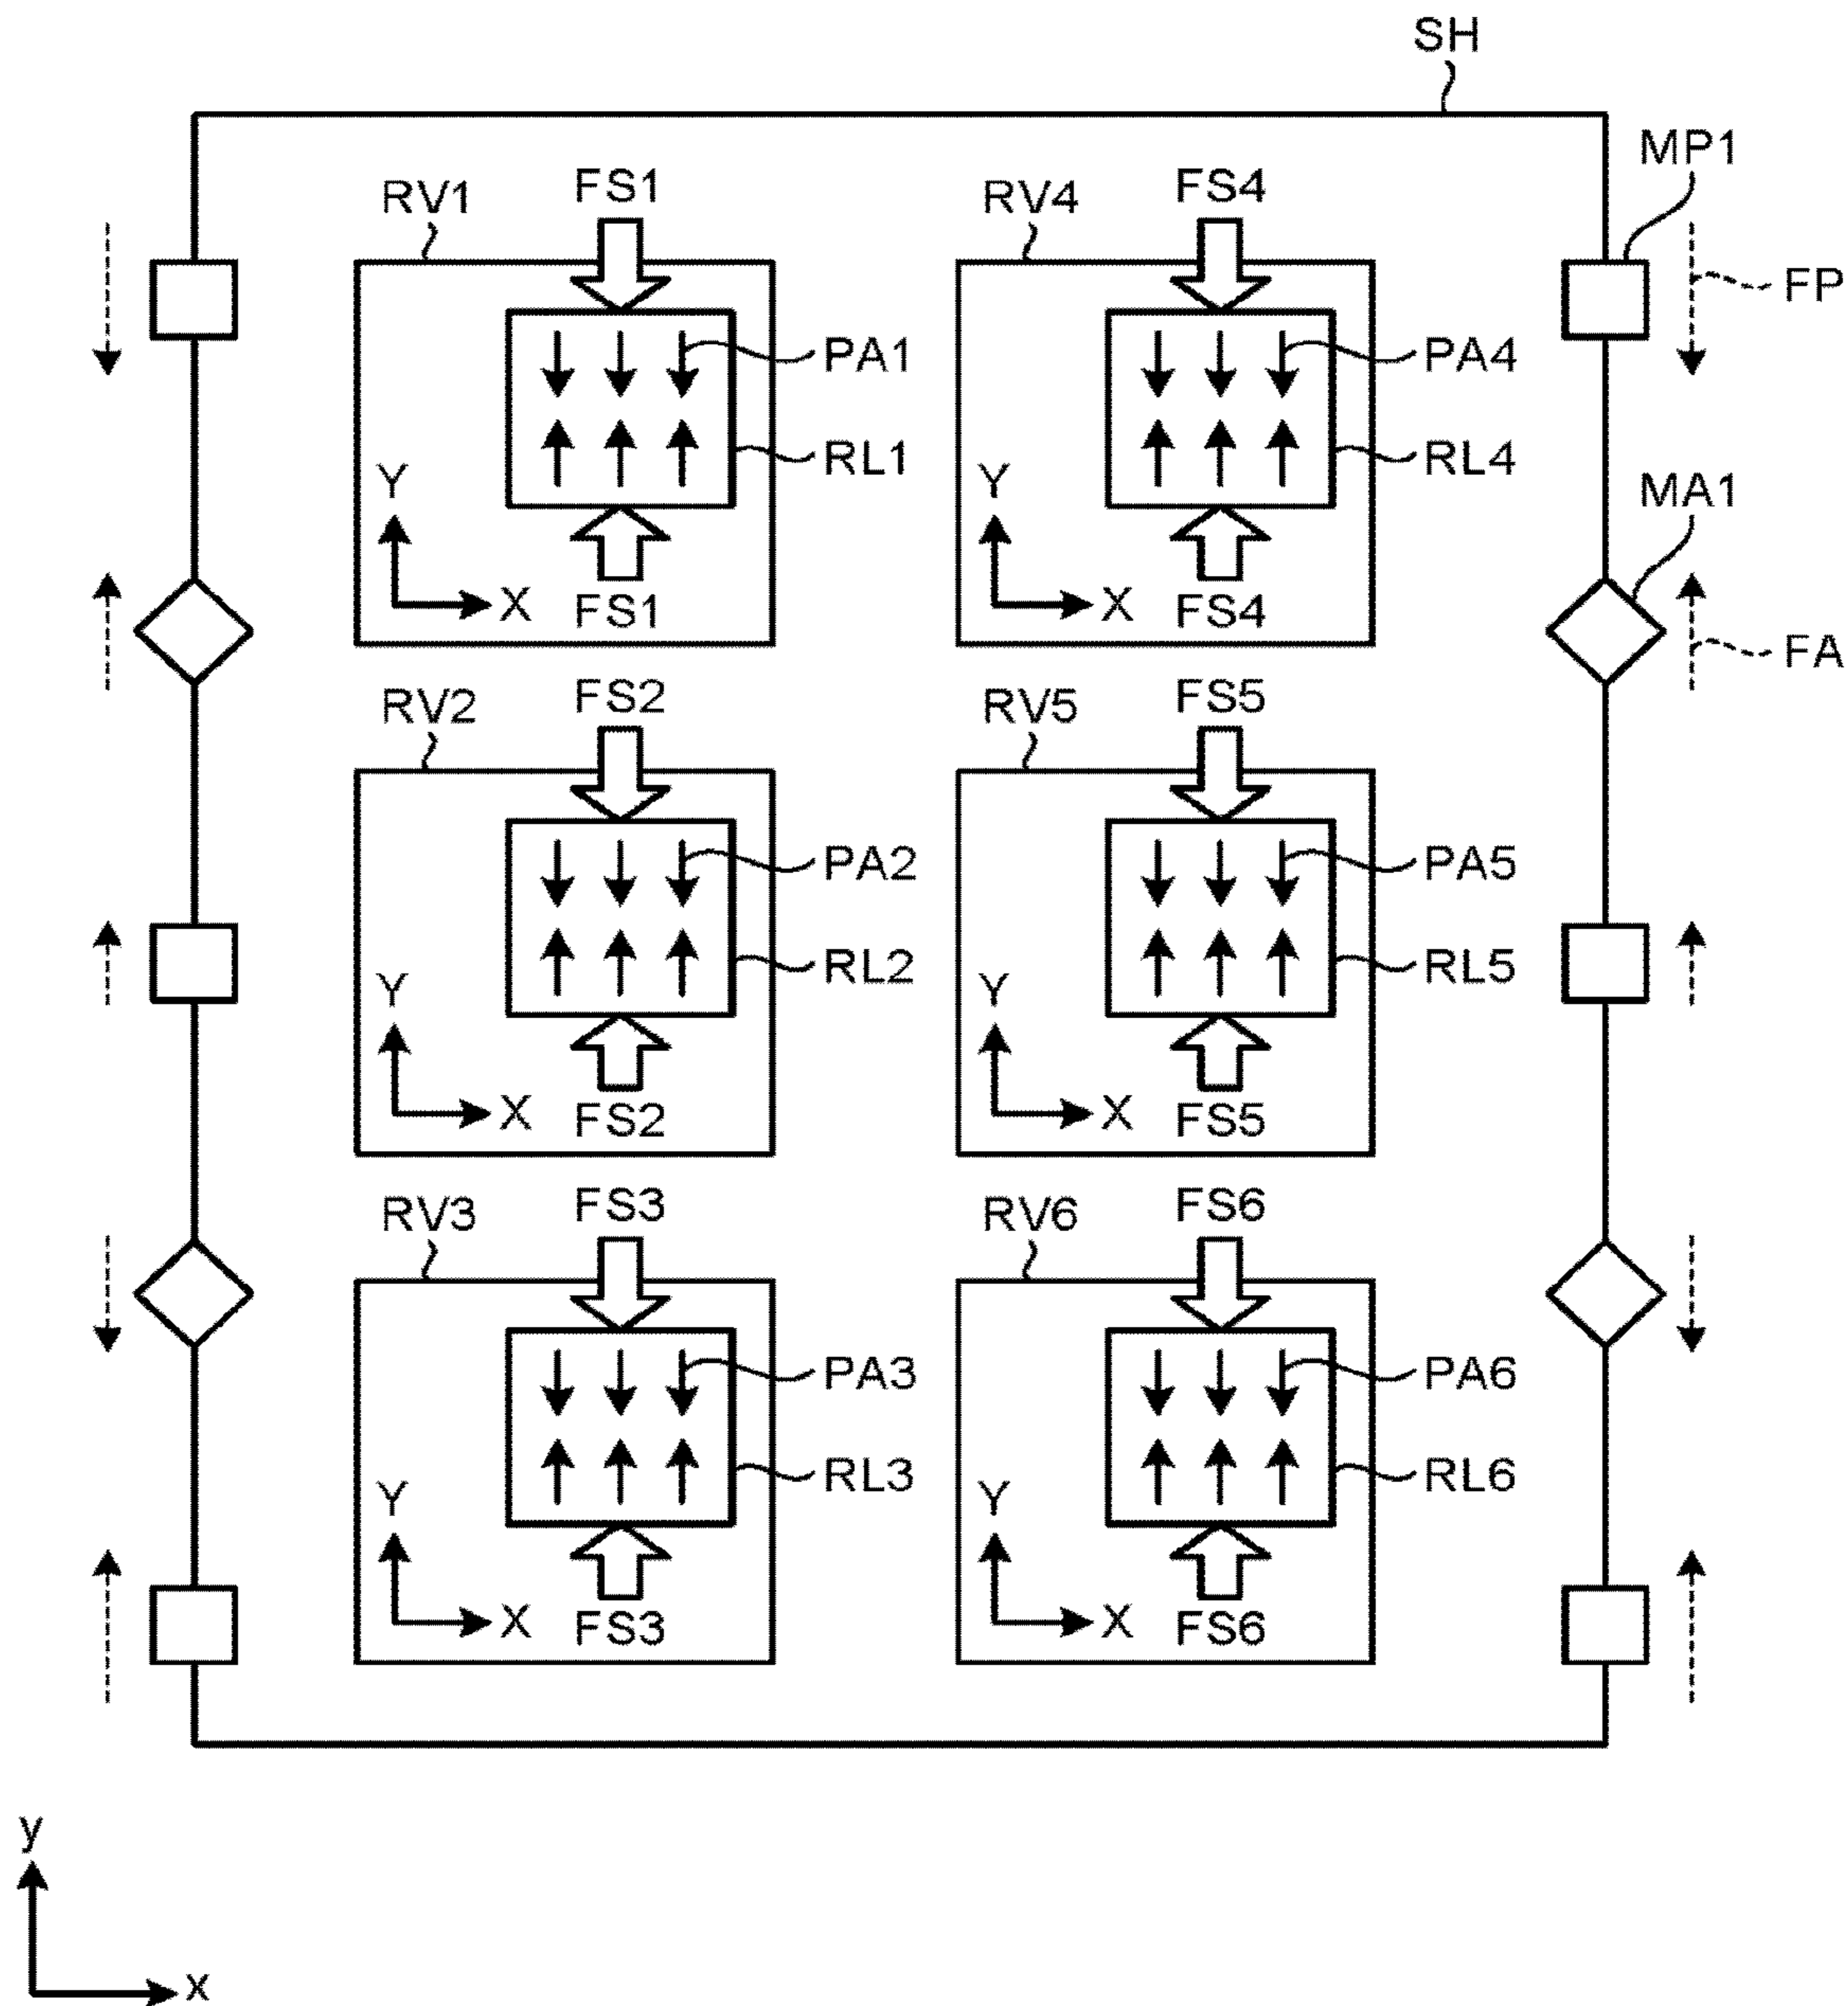 SH
MP1
RV1 FS1 RV4 FS4
FP
PA1 PA4
RL1 RL4
Y Y MA1
X FS1 X FS4
FA
RV2 FS2 RV5 FS5
PA2 PA5
RL2 RL5
Y Y
X FS2 X FS5
RV3 FS3 RV6 FS6
PA3 PA6
RL3 RL6
Y Y
X FS3 X FS6
y
x